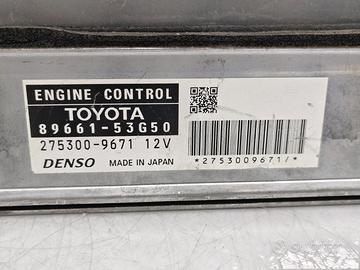 ENGINE CONTROL
TOYOTA
89661-53G50
275300-9671 12V
DENSO MADE IN JAPAN
*2753009671/*